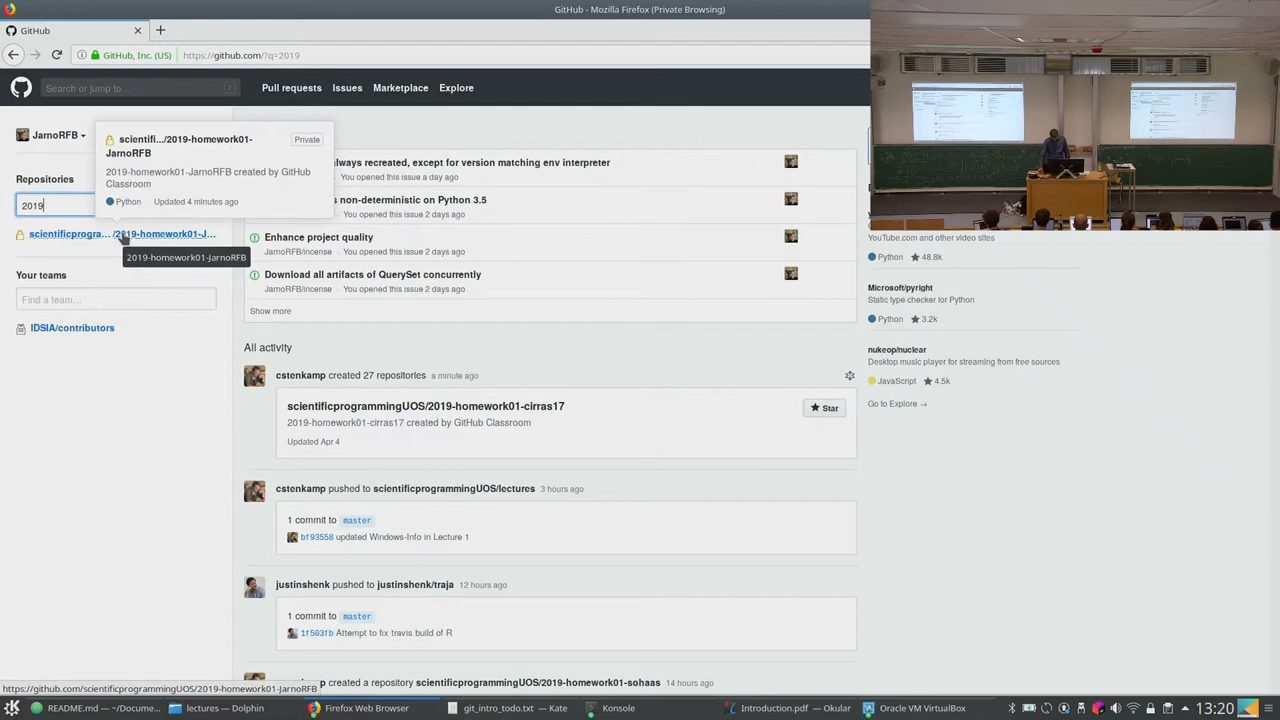 GitHub - Mozilla Firefox (Private Browsing)
GitHub
GitHub, Inc. (US)
https://github.com/?q=2019
Search or jump to...
/
Pull requests
Issues
Marketplace
Explore
JarnoRFB
scientifi.../2019-homework01-
JarnoRFB
Private
2019-homework01-JarnoRFB created by GitHub
Classroom
Python
Updated 4 minutes ago
Repositories
2019
scientificprogra... /2019-homework01-J...
2019-homework01-JarnoRFB
Your teams
Find a team...
IDSIA/contributors
always recreated, except for version matching env interpreter
You opened this issue a day ago
s non-deterministic on Python 3.5
You opened this issue 2 days ago
Enhance project quality
JarnoRFB/incense · You opened this issue 2 days ago
Download all artifacts of QuerySet concurrently
JarnoRFB/incense · You opened this issue 2 days ago
Show more
All activity
cstenkamp created 27 repositories a minute ago
scientificprogrammingUOS/2019-homework01-cirras17
Star
2019-homework01-cirras17 created by GitHub Classroom
Updated Apr 4
cstenkamp pushed to scientificprogrammingUOS/lectures 3 hours ago
1 commit to master
bf93558 updated Windows-Info in Lecture 1
justinshenk pushed to justinshenk/traja 12 hours ago
1 commit to master
1f503fb Attempt to fix travis build of R
p created a repository scientificprogrammingUOS/2019-homework01-sohaas 14 hours ago
YouTube.com and other video sites
Python 48.8k
Microsoft/pyright
Static type checker for Python
Python 3.2k
nukeop/nuclear
Desktop music player for streaming from free sources
JavaScript 4.5k
Go to Explore →
https://github.com/scientificprogrammingUOS/2019-homework01-JarnoRFB
README.md — ~/Docume...
lectures — Dolphin
Firefox Web Browser
git_intro_todo.txt — Kate
Konsole
Introduction.pdf — Okular
Oracle VM VirtualBox
13:20